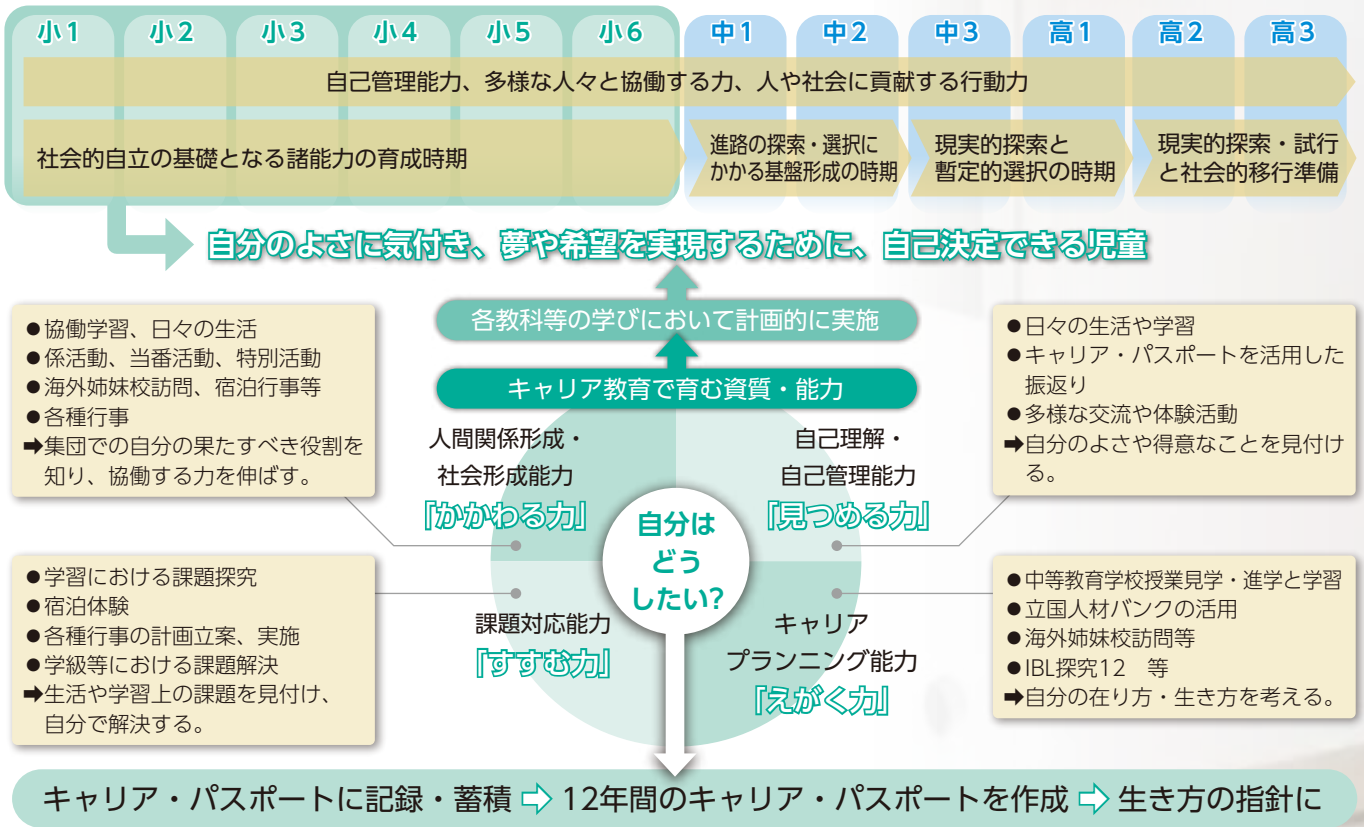 小1 小2 小3 小4 小5 小6 中1 中2 中3 高1 高2 高3
自己管理能力、多様な人々と協働する力、人や社会に貢献する行動力
社会的自立の基礎となる諸能力の育成時期
進路の探索・選択に
かかる基盤形成の時期
現実的探索と
暫定的選択の時期
現実的探索・試行
と社会的移行準備
自分のよさに気付き、夢や希望を実現するために、自己決定できる児童
各教科等の学びにおいて計画的に実施
キャリア教育で育む資質・能力
●協働学習、日々の生活
●係活動、当番活動、特別活動
●海外姉妹校訪問、宿泊行事等
●各種行事
➡集団での自分の果たすべき役割を
知り、協働する力を伸ばす。
人間関係形成・
社会形成能力
「かかわる力」
自己理解・
自己管理能力
「見つめる力」
●日々の生活や学習
●キャリア・パスポートを活用した
振返り
●多様な交流や体験活動
➡自分のよさや得意なことを見付け
る。
自分は
どう
したい?
●学習における課題探究
●宿泊体験
●各種行事の計画立案、実施
●学級等における課題解決
➡生活や学習上の課題を見付け、
自分で解決する。
課題対応能力
「すすむ力」
キャリア
プランニング能力
「えがく力」
●中等教育学校授業見学・進学と学習
●立国人材バンクの活用
●海外姉妹校訪問等
●IBL探究12 等
➡自分の在り方・生き方を考える。
キャリア・パスポートに記録・蓄積 ⇨ 12年間のキャリア・パスポートを作成 ⇨ 生き方の指針に